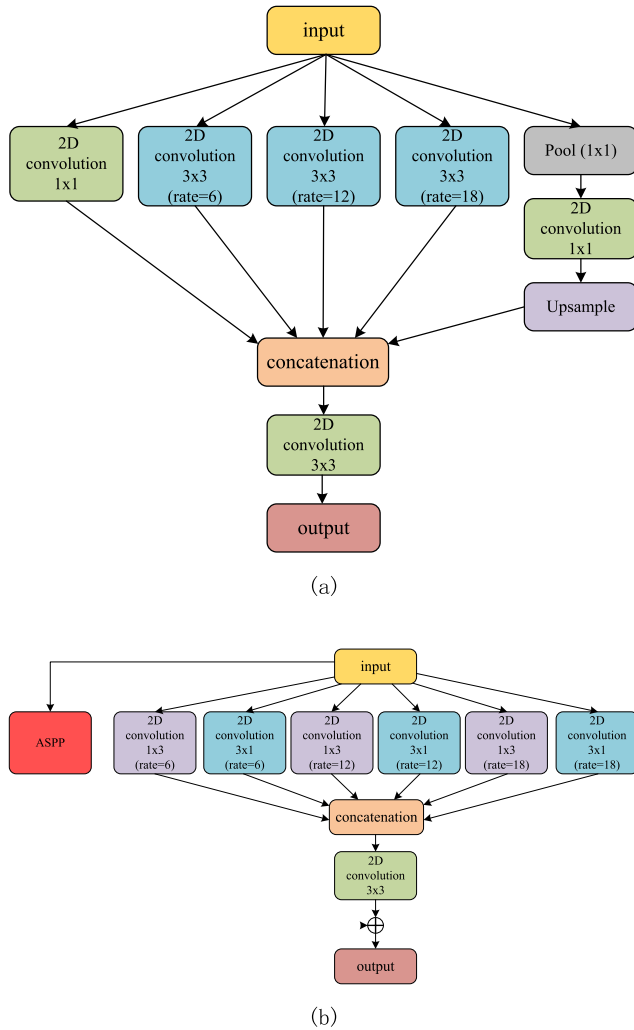 input
2D
convolution
1x1
2D
convolution
3x3
(rate=6)
2D
convolution
3x3
(rate=12)
2D
convolution
3x3
(rate=18)
Pool (1x1)
2D
convolution
1x1
Upsample
concatenation
2D
convolution
3x3
output
(a)
input
ASPP
2D
convolution
1x3
(rate=6)
2D
convolution
3x1
(rate=6)
2D
convolution
1x3
(rate=12)
2D
convolution
3x1
(rate=12)
2D
convolution
1x3
(rate=18)
2D
convolution
3x1
(rate=18)
concatenation
2D
convolution
3x3
output
(b)